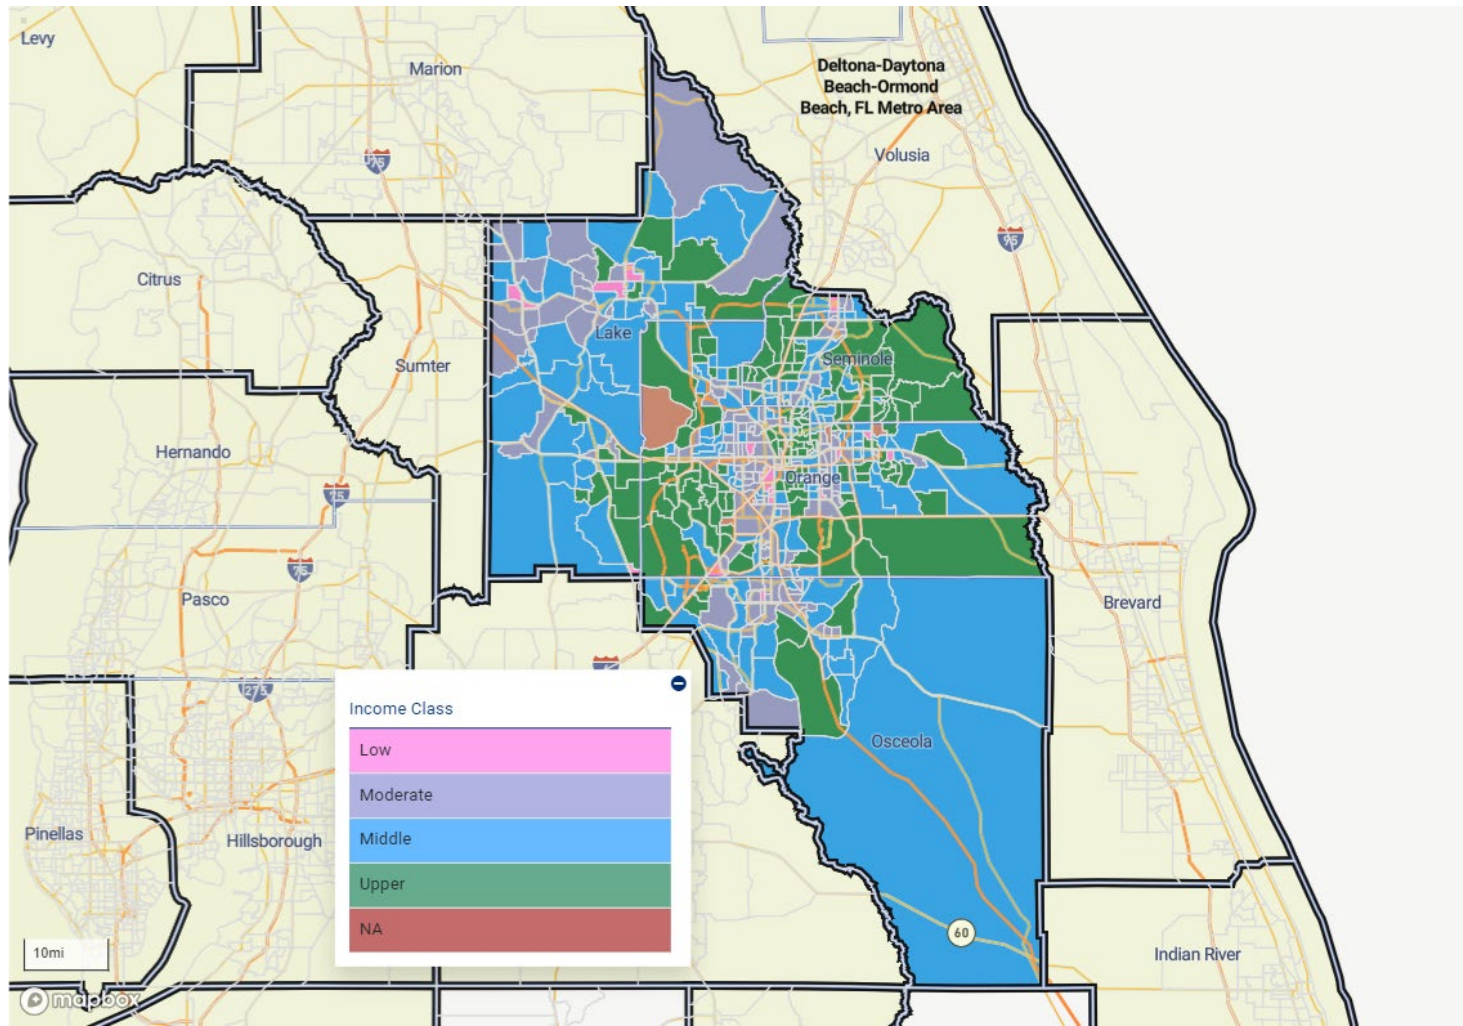 Levy
Marion
Deltona-Daytona
Beach-Ormond
Beach, FL Metro Area
75
Volusia
95
Citrus
Lake
Sumter
Seminole
Hernando
Orange
75
75
Pasco
Brevard
275
Income Class
Low
Osceola
Moderate
Pinellas
Hillsborough
Middle
Upper
NA
60
10mi
Indian River
mapbox